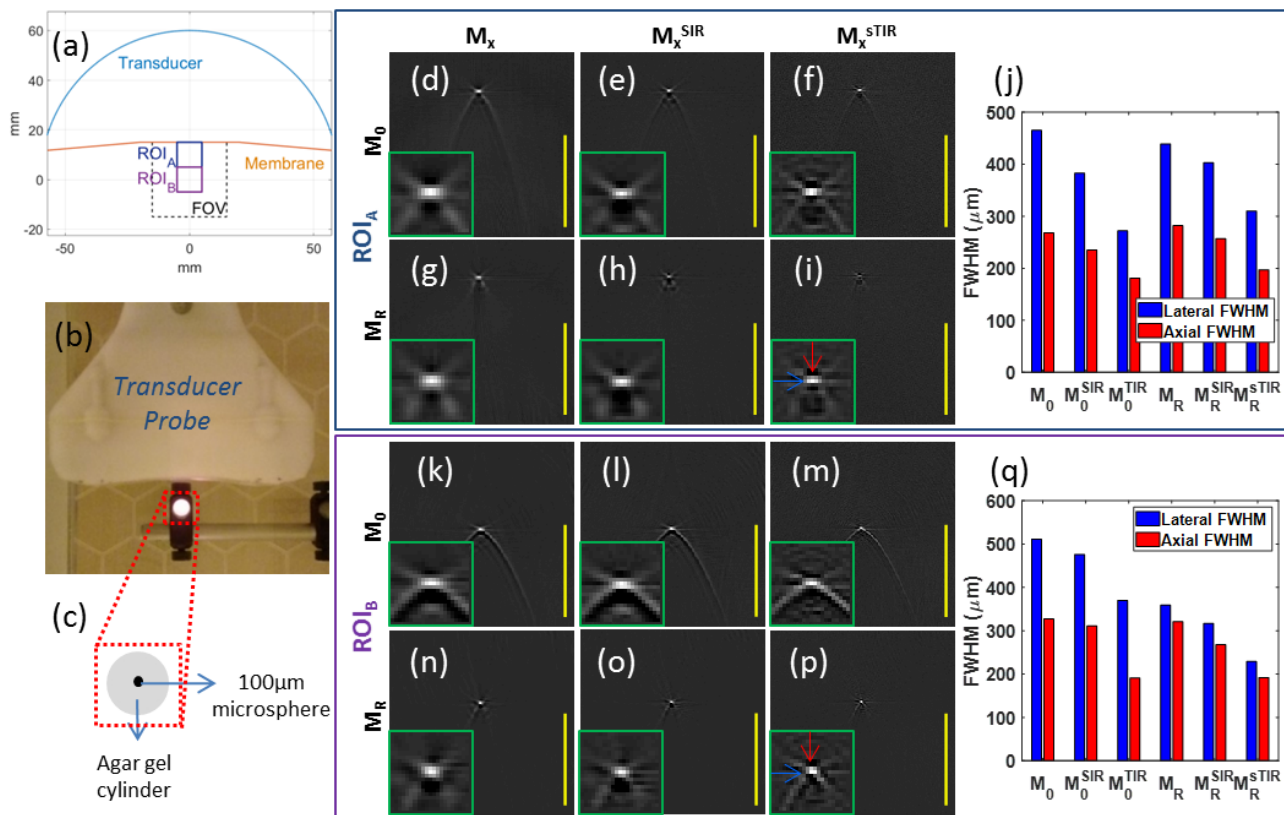 (a)
mm
60
40
20
0
-20
Transducer
ROI_A
ROI_B
Membrane
FOV
-50
0
50
mm
(b)
Transducer
Probe
(c)
100μm
microsphere
Agar gel
cylinder
M_x
M_x^SIR
M_x^sTIR
ROI_A
M_0
(d)
(e)
(f)
M_R
(g)
(h)
(i)
(j)
FWHM (μm)
500
400
300
200
100
0
Lateral FWHM
Axial FWHM
M_0
M_0^SIR
M_0^TIR
M_R
M_R^SIR
M_R^sTIR
ROI_B
M_0
(k)
(l)
(m)
M_R
(n)
(o)
(p)
(q)
FWHM (μm)
600
500
400
300
200
100
0
Lateral FWHM
Axial FWHM
M_0
M_0^SIR
M_0^TIR
M_R
M_R^SIR
M_R^sTIR